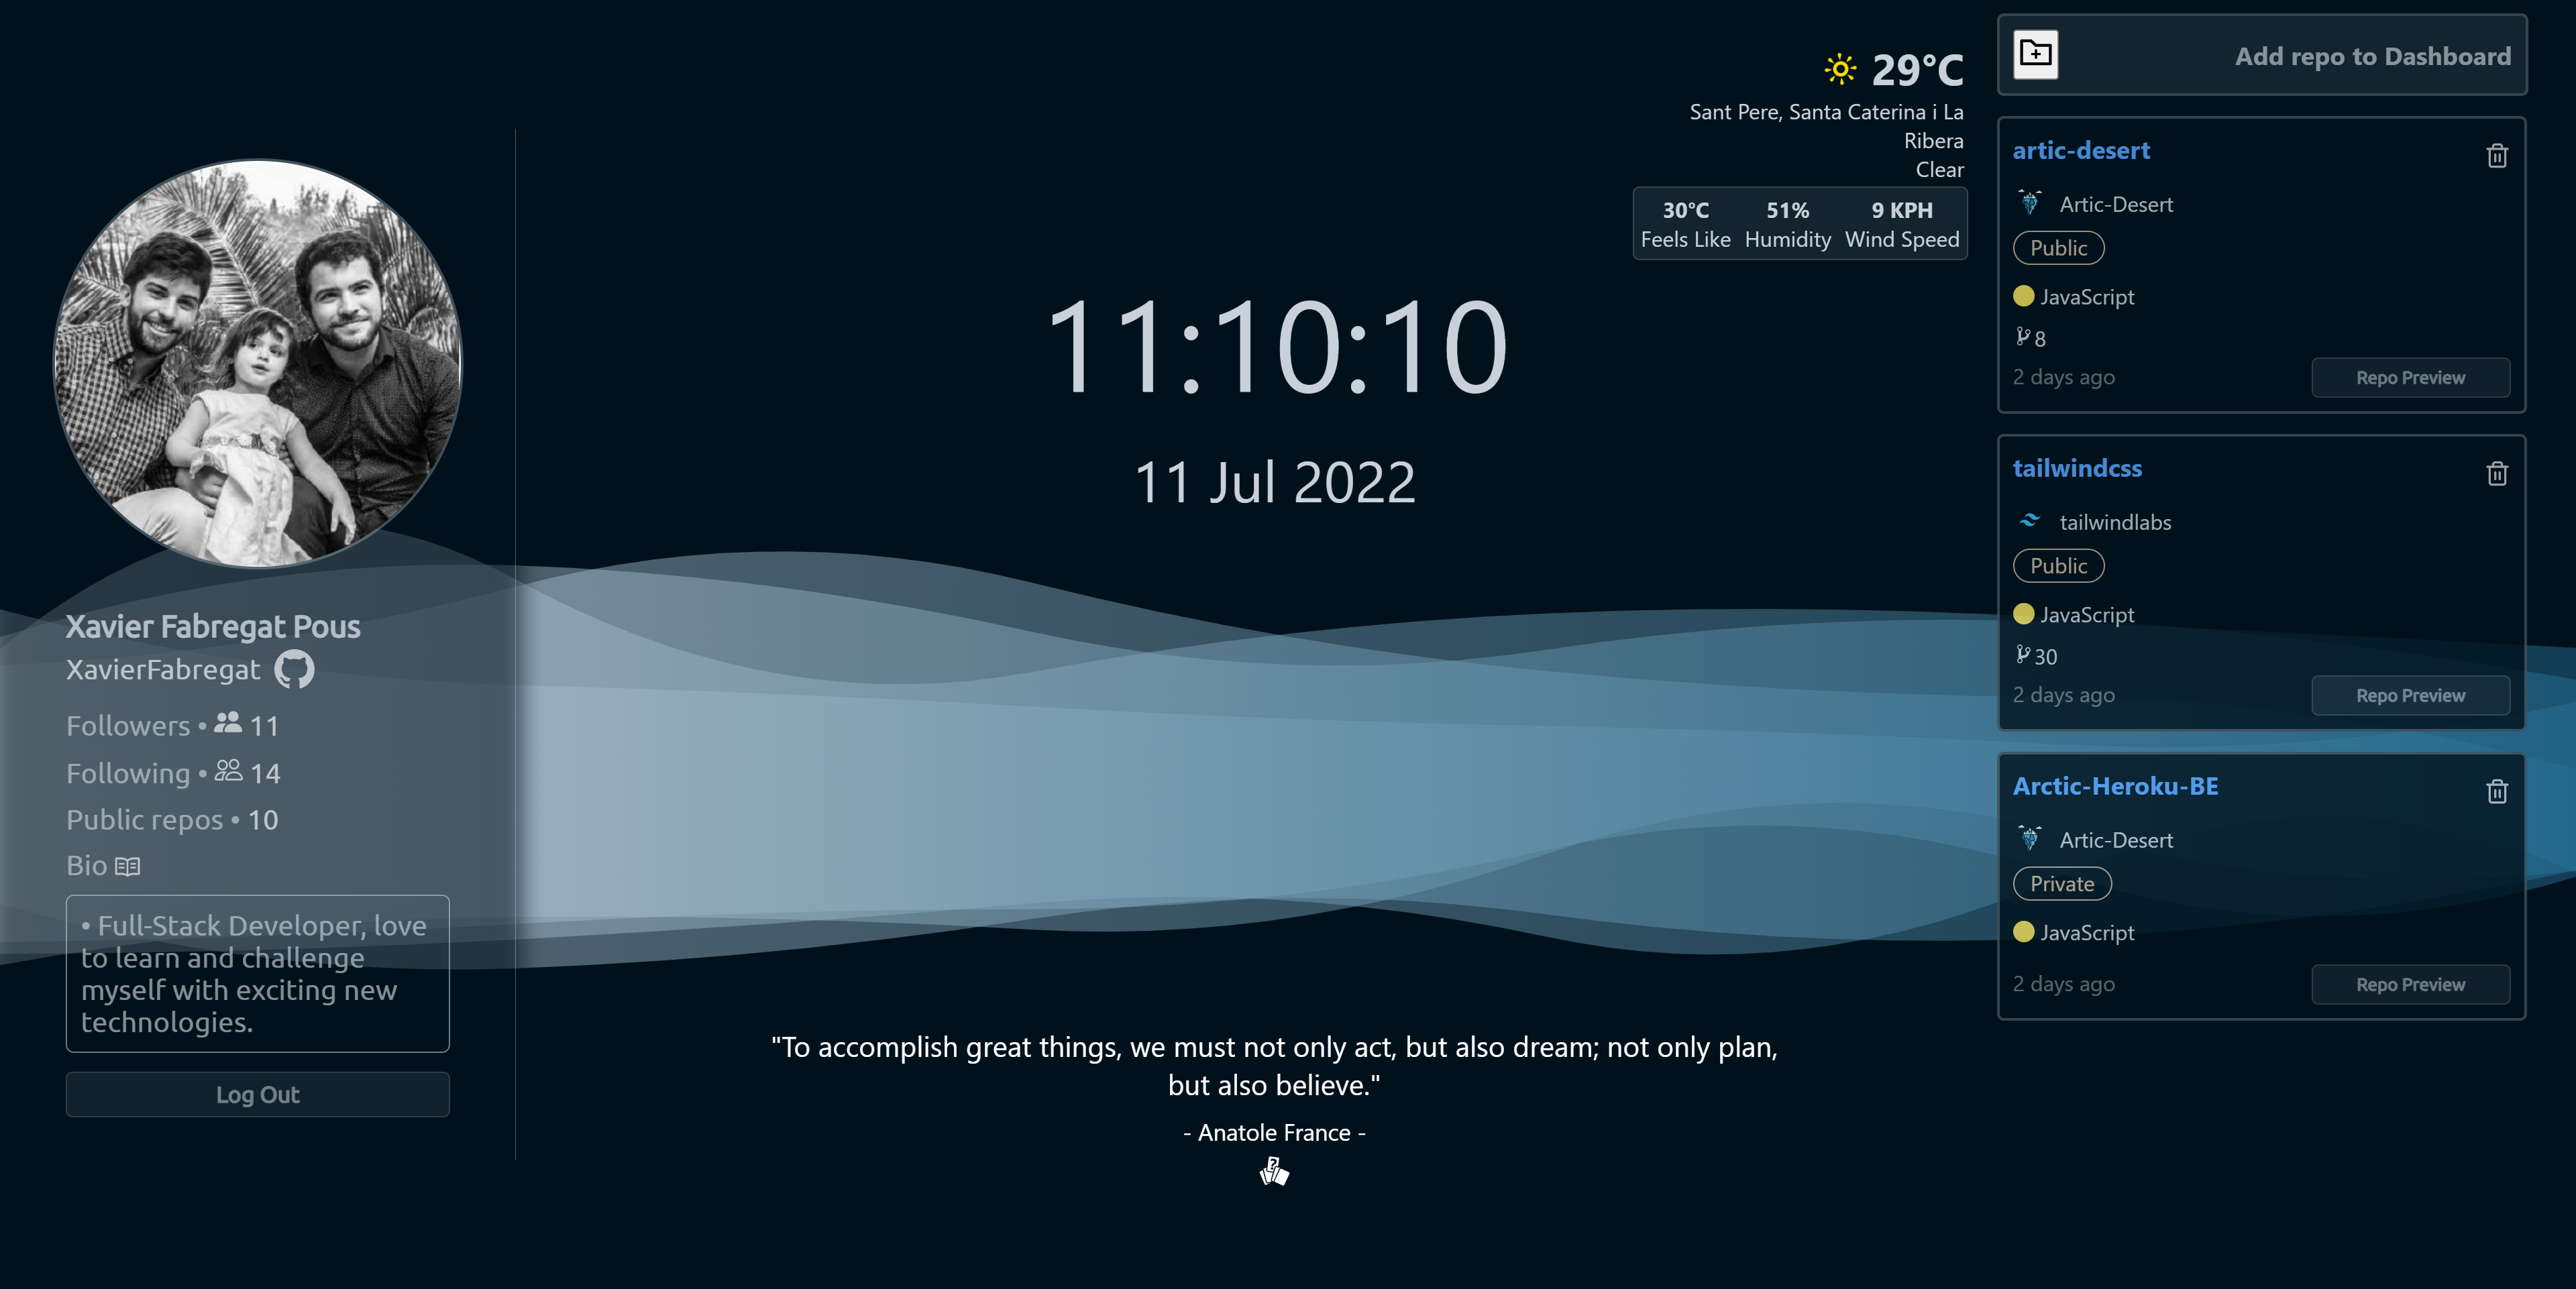 Xavier Fabregat Pous
XavierFabregat
Followers • 11
Following • 14
Public repos • 10
Bio
• Full-Stack Developer, love
to learn and challenge
myself with exciting new
technologies.
Log Out
29°C
Sant Pere, Santa Caterina i La
Ribera
Clear
30°C 51% 9 KPH
Feels Like Humidity Wind Speed
11:10:10
11 Jul 2022
"To accomplish great things, we must not only act, but also dream; not only plan,
but also believe."
- Anatole France -
?
Add repo to Dashboard
artic-desert
Artic-Desert
Public
JavaScript
8
2 days ago Repo Preview
tailwindcss
tailwindlabs
Public
JavaScript
30
2 days ago Repo Preview
Arctic-Heroku-BE
Artic-Desert
Private
JavaScript
2 days ago Repo Preview